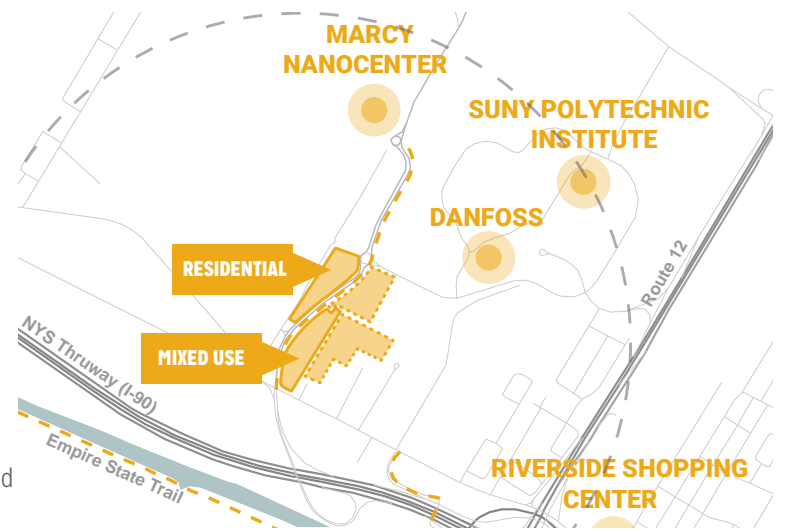 MARCY
NANOCENTER
SUNY POLYTECHNIC
INSTITUTE
DANFOSS
RESIDENTIAL
Route 12
NYS Thruway (I-90)
MIXED USE
Empire State Trail
RIVERSIDE SHOPPING
CENTER